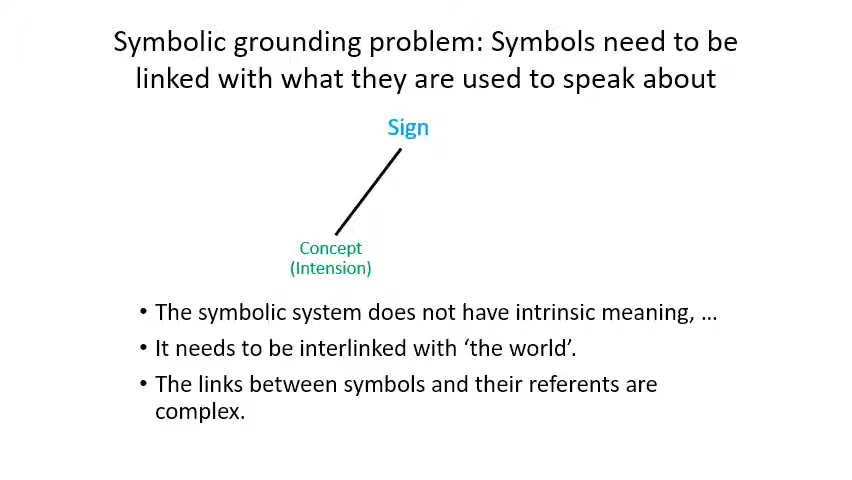 Symbolic grounding problem: Symbols need to be
linked with what they are used to speak about
Sign
Concept
(Intension)
• The symbolic system does not have intrinsic meaning, …
• It needs to be interlinked with ‘the world’.
• The links between symbols and their referents are
complex.